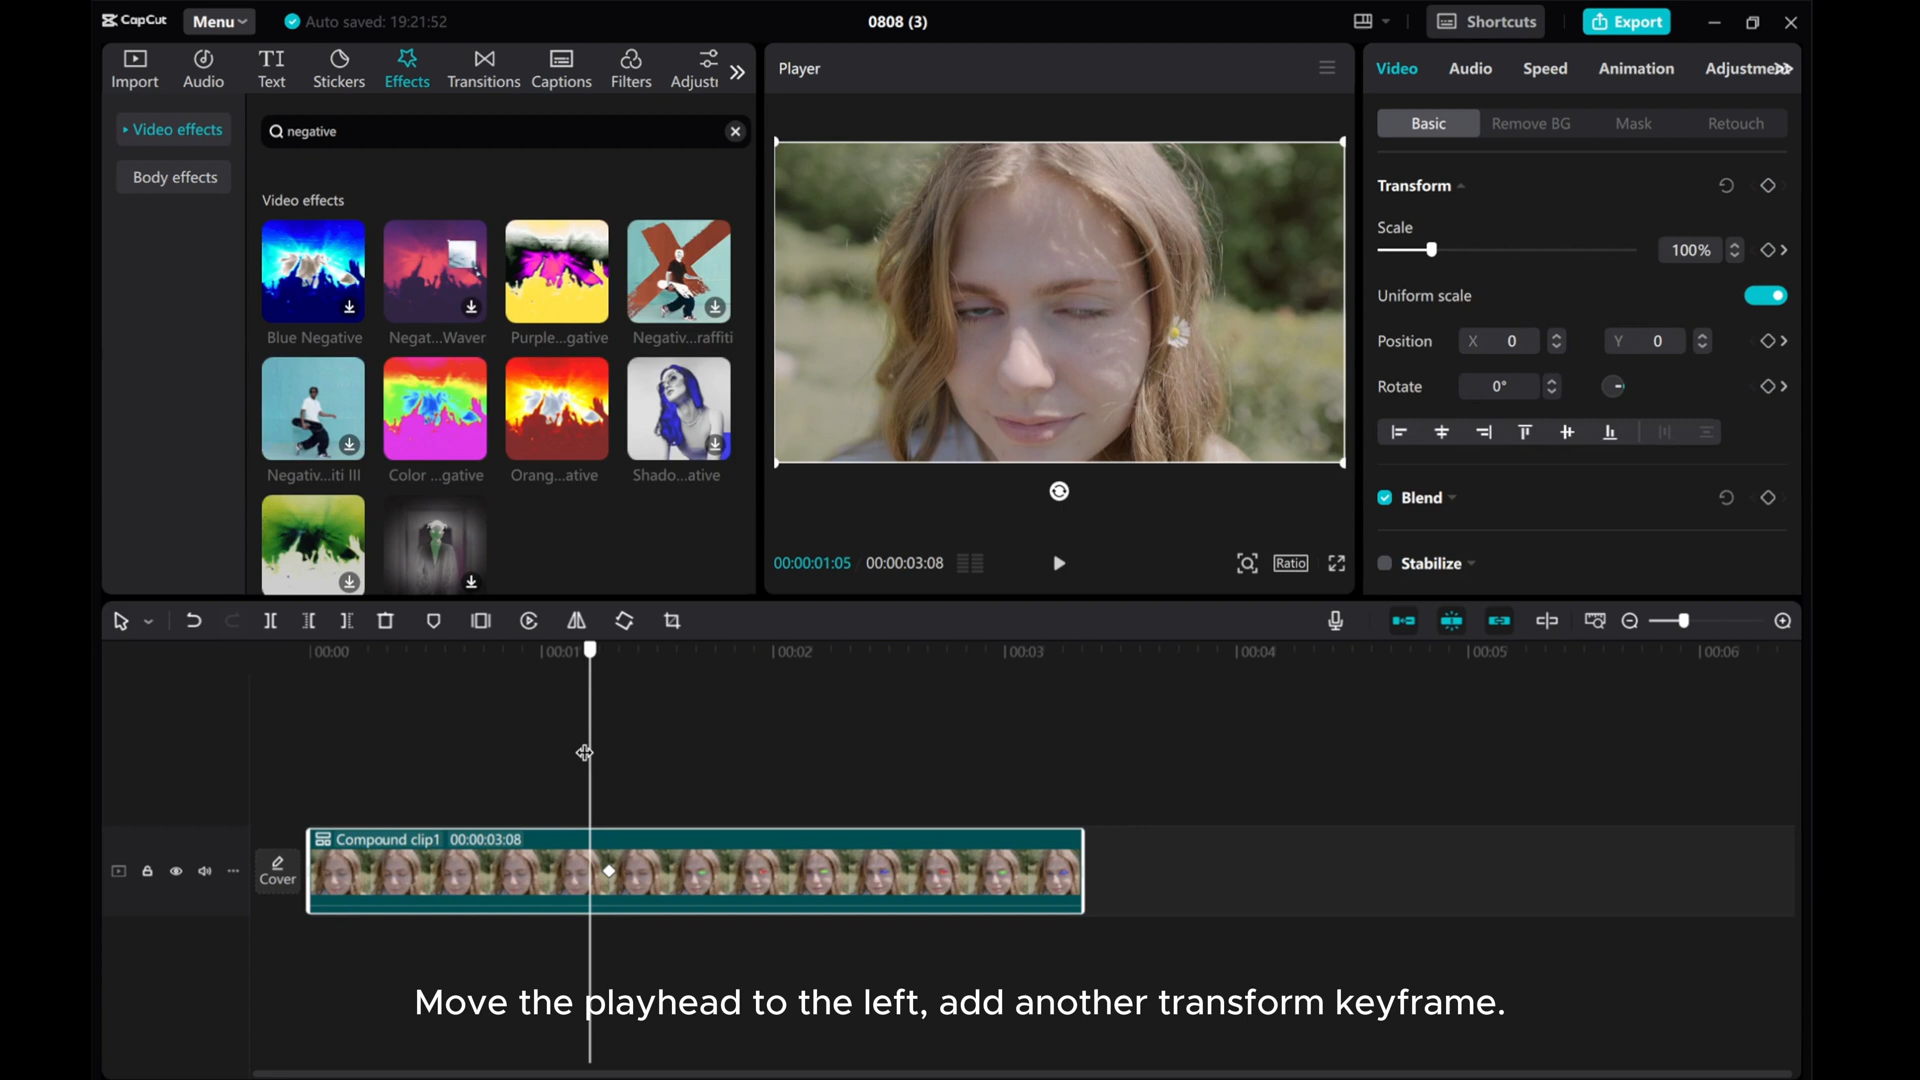 CapCut Menu Auto saved: 19:21:52 0808 (3) Shortcuts Export
Import Audio Text Stickers Effects Transitions Captions Filters Adjustr
TI
Player
Video Audio Speed Animation Adjustment
Video effects
Body effects
negative
Video effects
Blue Negative Negat...Waver Purple...gative Negativ...raffiti
Negativ...iti III Color ...gative Orang...ative Shado...ative
00:00:01:05 00:00:03:08 Ratio
Basic Remove BG Mask Retouch
Transform
Scale
100%
Uniform scale
Position X 0 Y 0
Rotate 0°
Blend
Stabilize
00:00 00:01 00:02 00:03 00:04 00:05 00:06
Compound clip1 00:00:03:08
Cover
Move the playhead to the left, add another transform keyframe.